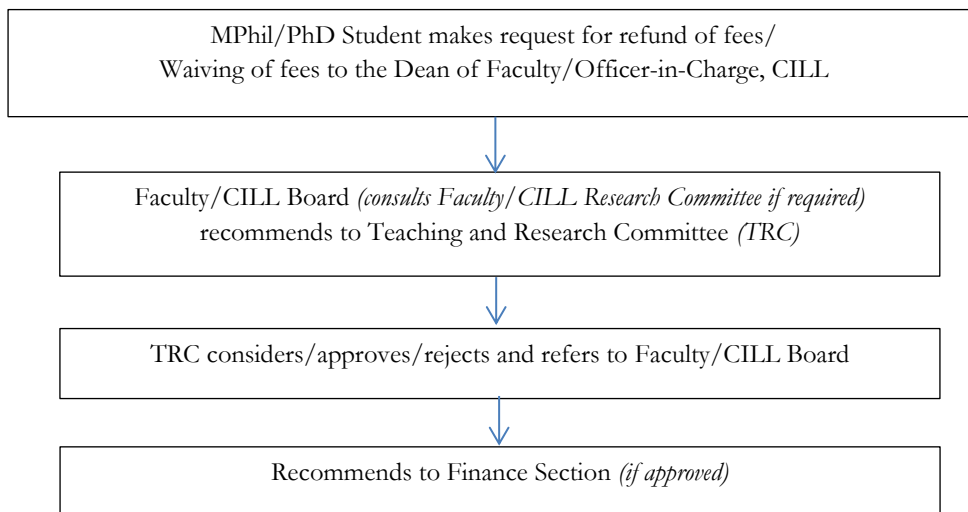 MPhil/PhD Student makes request for refund of fees/
Waiving of fees to the Dean of Faculty/Officer-in-Charge, CILL
Faculty/CILL Board (consults Faculty/CILL Research Committee if required)
recommends to Teaching and Research Committee (TRC)
TRC considers/approves/rejects and refers to Faculty/CILL Board
Recommends to Finance Section (if approved)